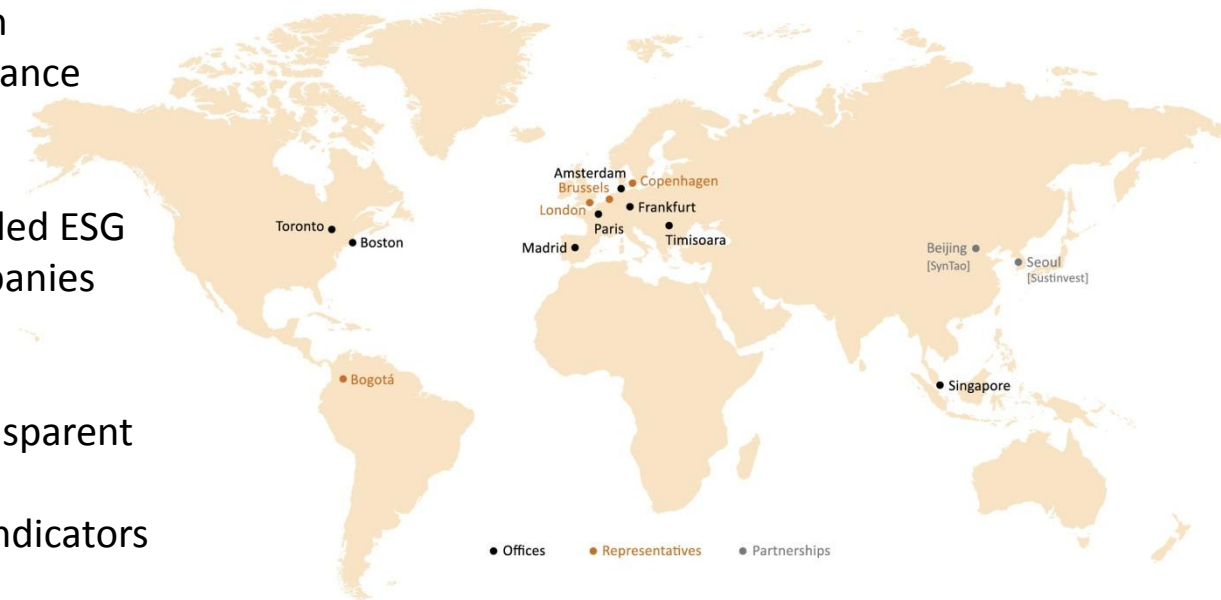 n
ance
led ESG
panies
sparent
ndicators
Amsterdam
Copenhagen
Brussels
London
Frankfurt
Paris
Timisoara
Madrid
Toronto
Boston
Beijing
[SynTao]
Seoul
[Sustinvest]
Bogotá
Singapore
Offices
Representatives
Partnerships